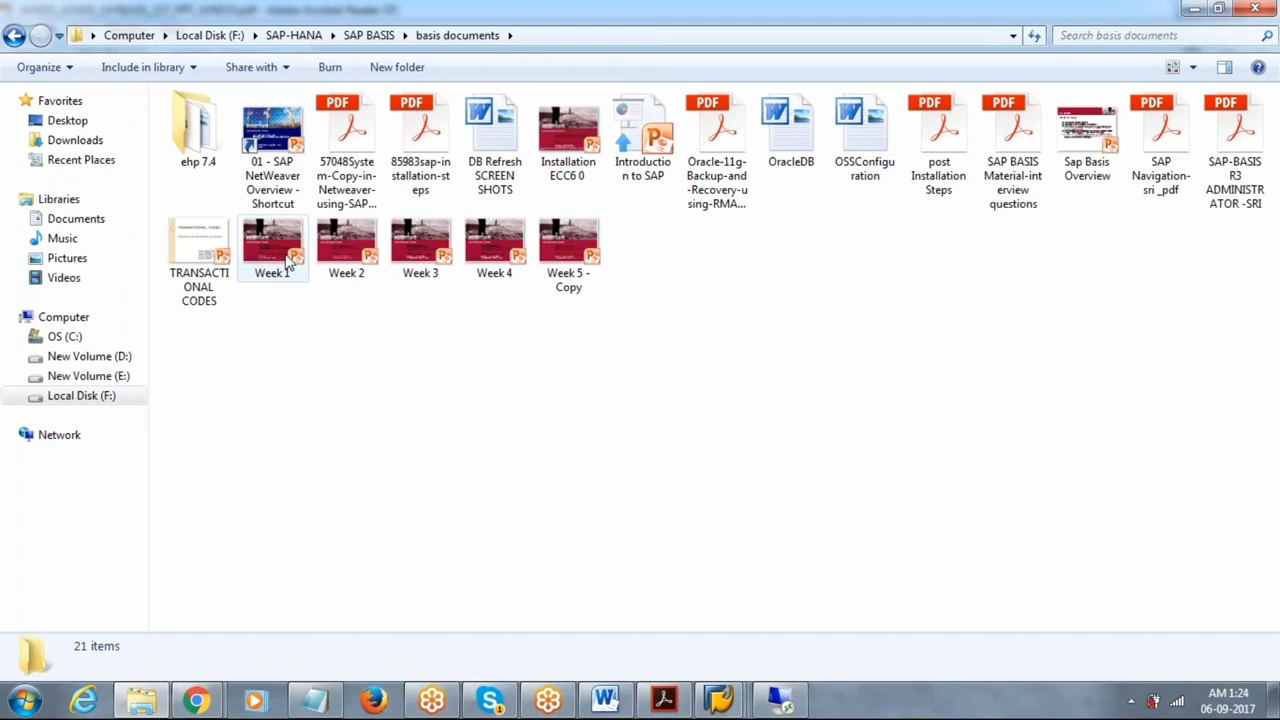 Computer Local Disk (F:) SAP-HANA SAP BASIS basis documents
Search basis documents
Organize Include in library Share with Burn New folder
Favorites
Desktop
Downloads
Recent Places
Libraries
Documents
Music
Pictures
Videos
Computer
OS (C:)
New Volume (D:)
New Volume (E:)
Local Disk (F:)
Network
ehp 7.4
01 - SAP
NetWeaver
Overview -
Shortcut
PDF
57048Syste
m-Copy-in-
Netweaver-
using-SAP...
PDF
85983sap-in
stallation-st
eps
DB Refresh
SCREEN
SHOTS
Installation
ECC6 0
Introductio
n to SAP
PDF
Oracle-11g-
Backup-and
-Recovery-u
sing-RMA...
OracleDB
OSSConfigu
ration
PDF
post
Installation
Steps
PDF
SAP BASIS
Material-int
erview
questions
Sap Basis
Overview
PDF
SAP
Navigation-
sri _pdf
PDF
SAP-BASIS
R3
ADMINISTR
ATOR -SRI
TRANSACTI
ONAL
CODES
Week 1
Week 2
Week 3
Week 4
Week 5 -
Copy
21 items
AM 1:24
06-09-2017